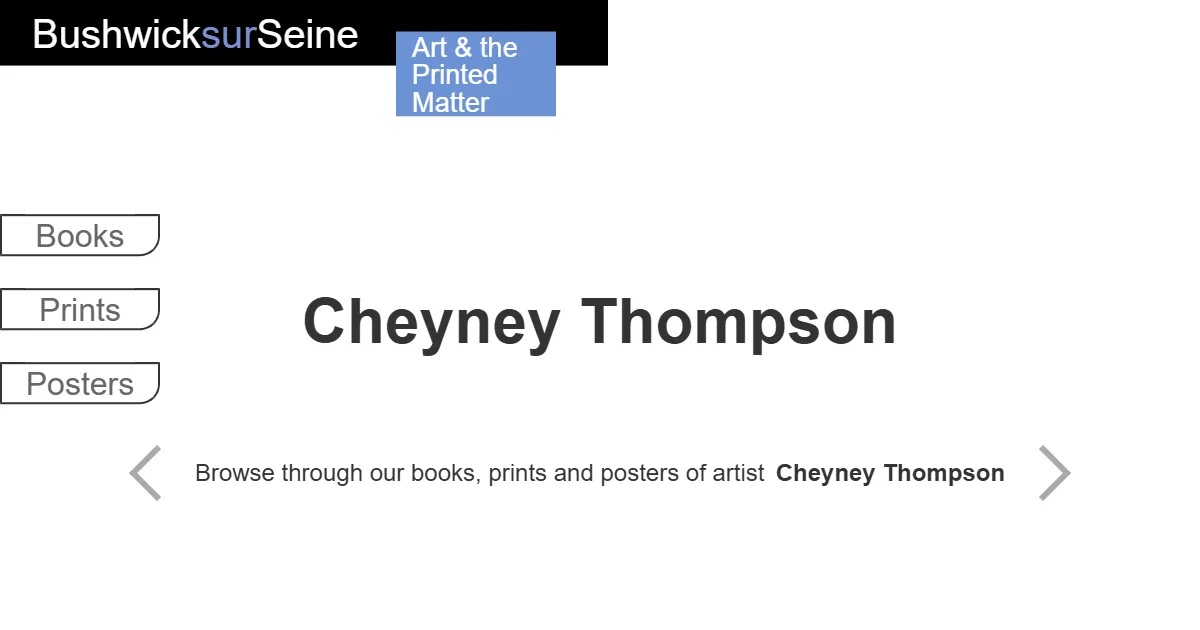 BushwicksurSeine
Art & the
Printed
Matter
Books
Prints
Cheyney Thompson
Posters
Browse through our books, prints and posters of artist Cheyney Thompson